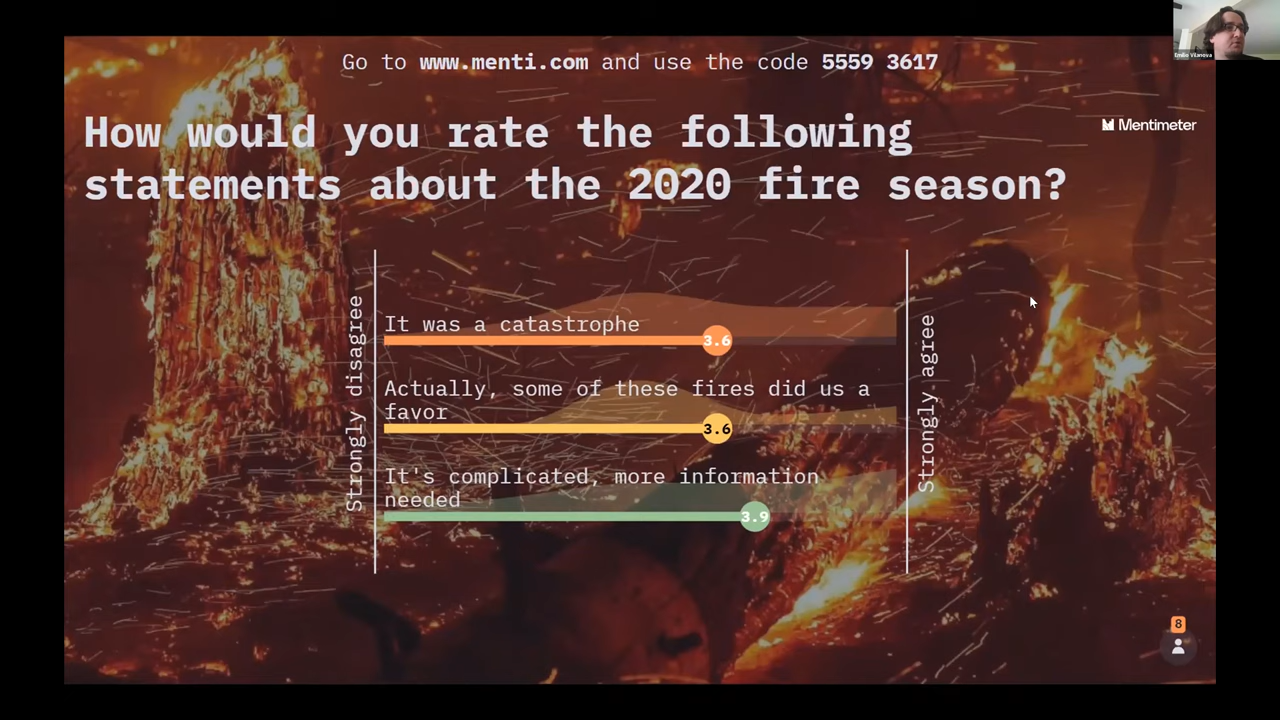 Emilio Vilanova
Go to www.menti.com and use the code 5559 3617
How would you rate the following
statements about the 2020 fire season?
Mentimeter
Strongly disagree
It was a catastrophe
3.6
Actually, some of these fires did us a
favor
3.6
It's complicated, more information
needed
3.9
Strongly agree
8